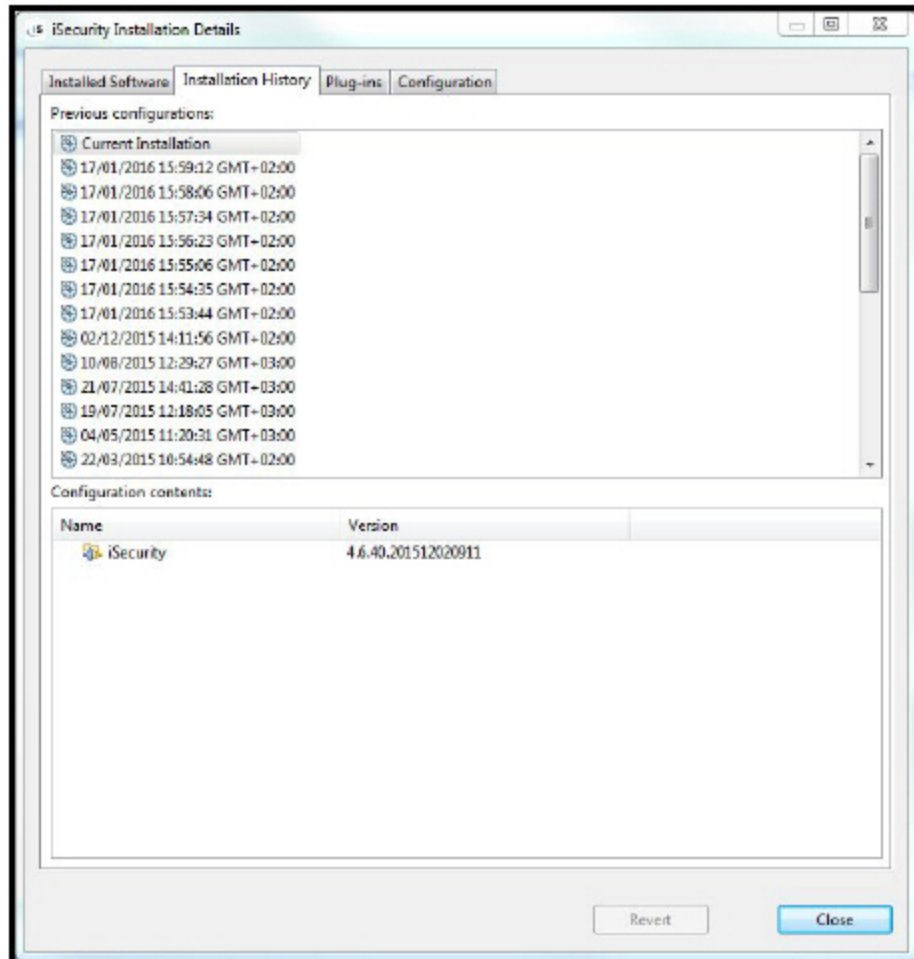 iSecurity Installation Details
Installed Software Installation History Plug-ins Configuration
Previous configurations:
Current Installation
17/01/2016 15:59:12 GMT+02:00
17/01/2016 15:58:06 GMT+02:00
17/01/2016 15:57:34 GMT+02:00
17/01/2016 15:56:23 GMT+02:00
17/01/2016 15:55:06 GMT+02:00
17/01/2016 15:54:35 GMT+02:00
17/01/2016 15:53:44 GMT+02:00
02/12/2015 14:11:56 GMT+02:00
10/08/2015 12:29:27 GMT+03:00
21/07/2015 14:41:28 GMT+03:00
19/07/2015 12:18:05 GMT+03:00
04/05/2015 11:20:31 GMT+03:00
22/03/2015 10:54:48 GMT+02:00
Configuration contents:
Name Version
iSecurity 4.6.40.201512020911
Revert Close